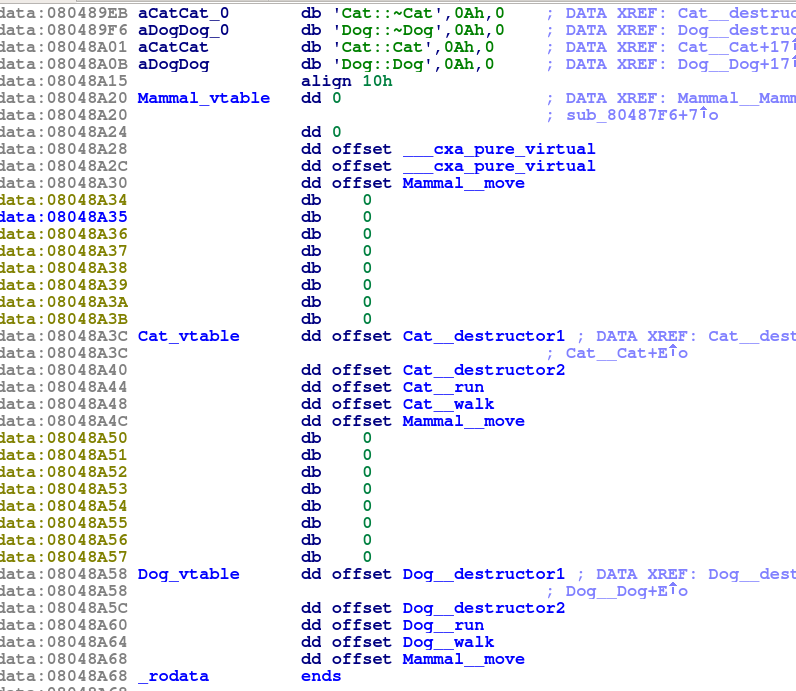 data:080489EB aCatCat_0 db 'Cat::~Cat',0Ah,0 ; DATA XREF: Cat__destruc
data:080489F6 aDogDog_0 db 'Dog::~Dog',0Ah,0 ; DATA XREF: Dog__destruc
data:08048A01 aCatCat db 'Cat::Cat',0Ah,0 ; DATA XREF: Cat__Cat+17↑
data:08048A0B aDogDog db 'Dog::Dog',0Ah,0 ; DATA XREF: Dog__Dog+17↑
data:08048A15 align 10h
data:08048A20 Mammal_vtable dd 0 ; DATA XREF: Mammal__Mamm
data:08048A20 ; sub_80487F6+7↑o
data:08048A24 dd 0
data:08048A28 dd offset ___cxa_pure_virtual
data:08048A2C dd offset ___cxa_pure_virtual
data:08048A30 dd offset Mammal__move
data:08048A34 db 0
data:08048A35 db 0
data:08048A36 db 0
data:08048A37 db 0
data:08048A38 db 0
data:08048A39 db 0
data:08048A3A db 0
data:08048A3B db 0
data:08048A3C Cat_vtable dd offset Cat__destructor1 ; DATA XREF: Cat__dest
data:08048A3C ; Cat__Cat+E↑o
data:08048A40 dd offset Cat__destructor2
data:08048A44 dd offset Cat__run
data:08048A48 dd offset Cat__walk
data:08048A4C dd offset Mammal__move
data:08048A50 db 0
data:08048A51 db 0
data:08048A52 db 0
data:08048A53 db 0
data:08048A54 db 0
data:08048A55 db 0
data:08048A56 db 0
data:08048A57 db 0
data:08048A58 Dog_vtable dd offset Dog__destructor1 ; DATA XREF: Dog__dest
data:08048A58 ; Dog__Dog+E↑o
data:08048A5C dd offset Dog__destructor2
data:08048A60 dd offset Dog__run
data:08048A64 dd offset Dog__walk
data:08048A68 dd offset Mammal__move
data:08048A68 _rodata ends